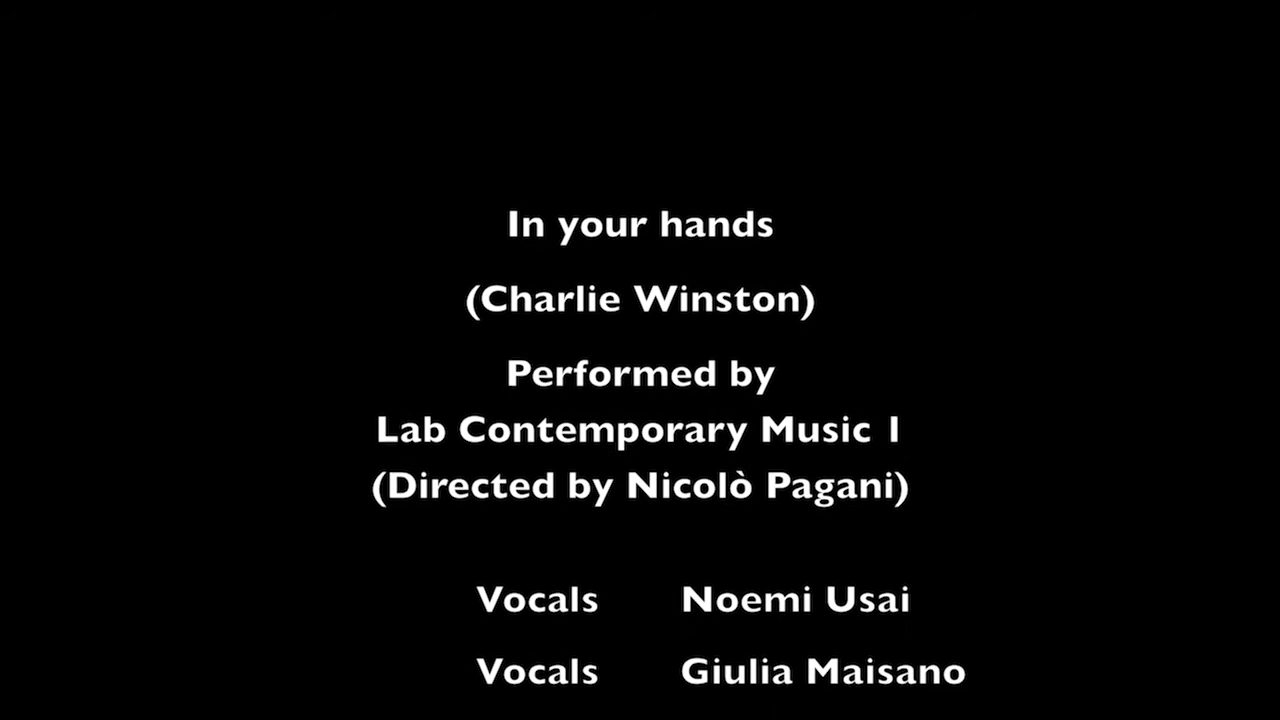 In your hands
(Charlie Winston)
Performed by
Lab Contemporary Music 1
(Directed by Nicolò Pagani)
Vocals Noemi Usai
Vocals Giulia Maisano